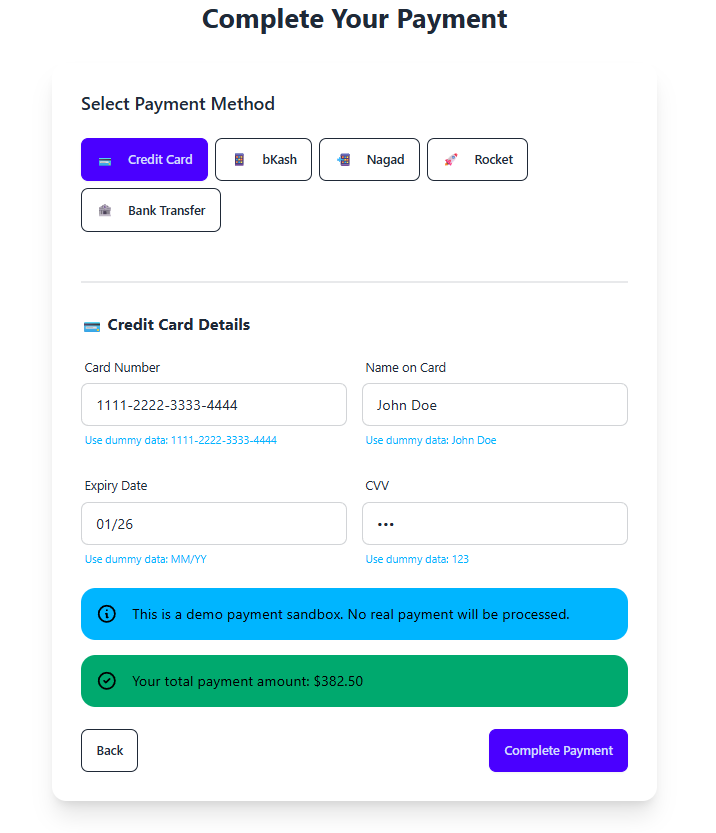 Complete Your Payment
Select Payment Method
Credit Card bKash Nagad Rocket
Bank Transfer
Credit Card Details
Card Number Name on Card
1111-2222-3333-4444 John Doe
Use dummy data: 1111-2222-3333-4444 Use dummy data: John Doe
Expiry Date CVV
01/26 •••
Use dummy data: MM/YY Use dummy data: 123
This is a demo payment sandbox. No real payment will be processed.
Your total payment amount: $382.50
Back Complete Payment